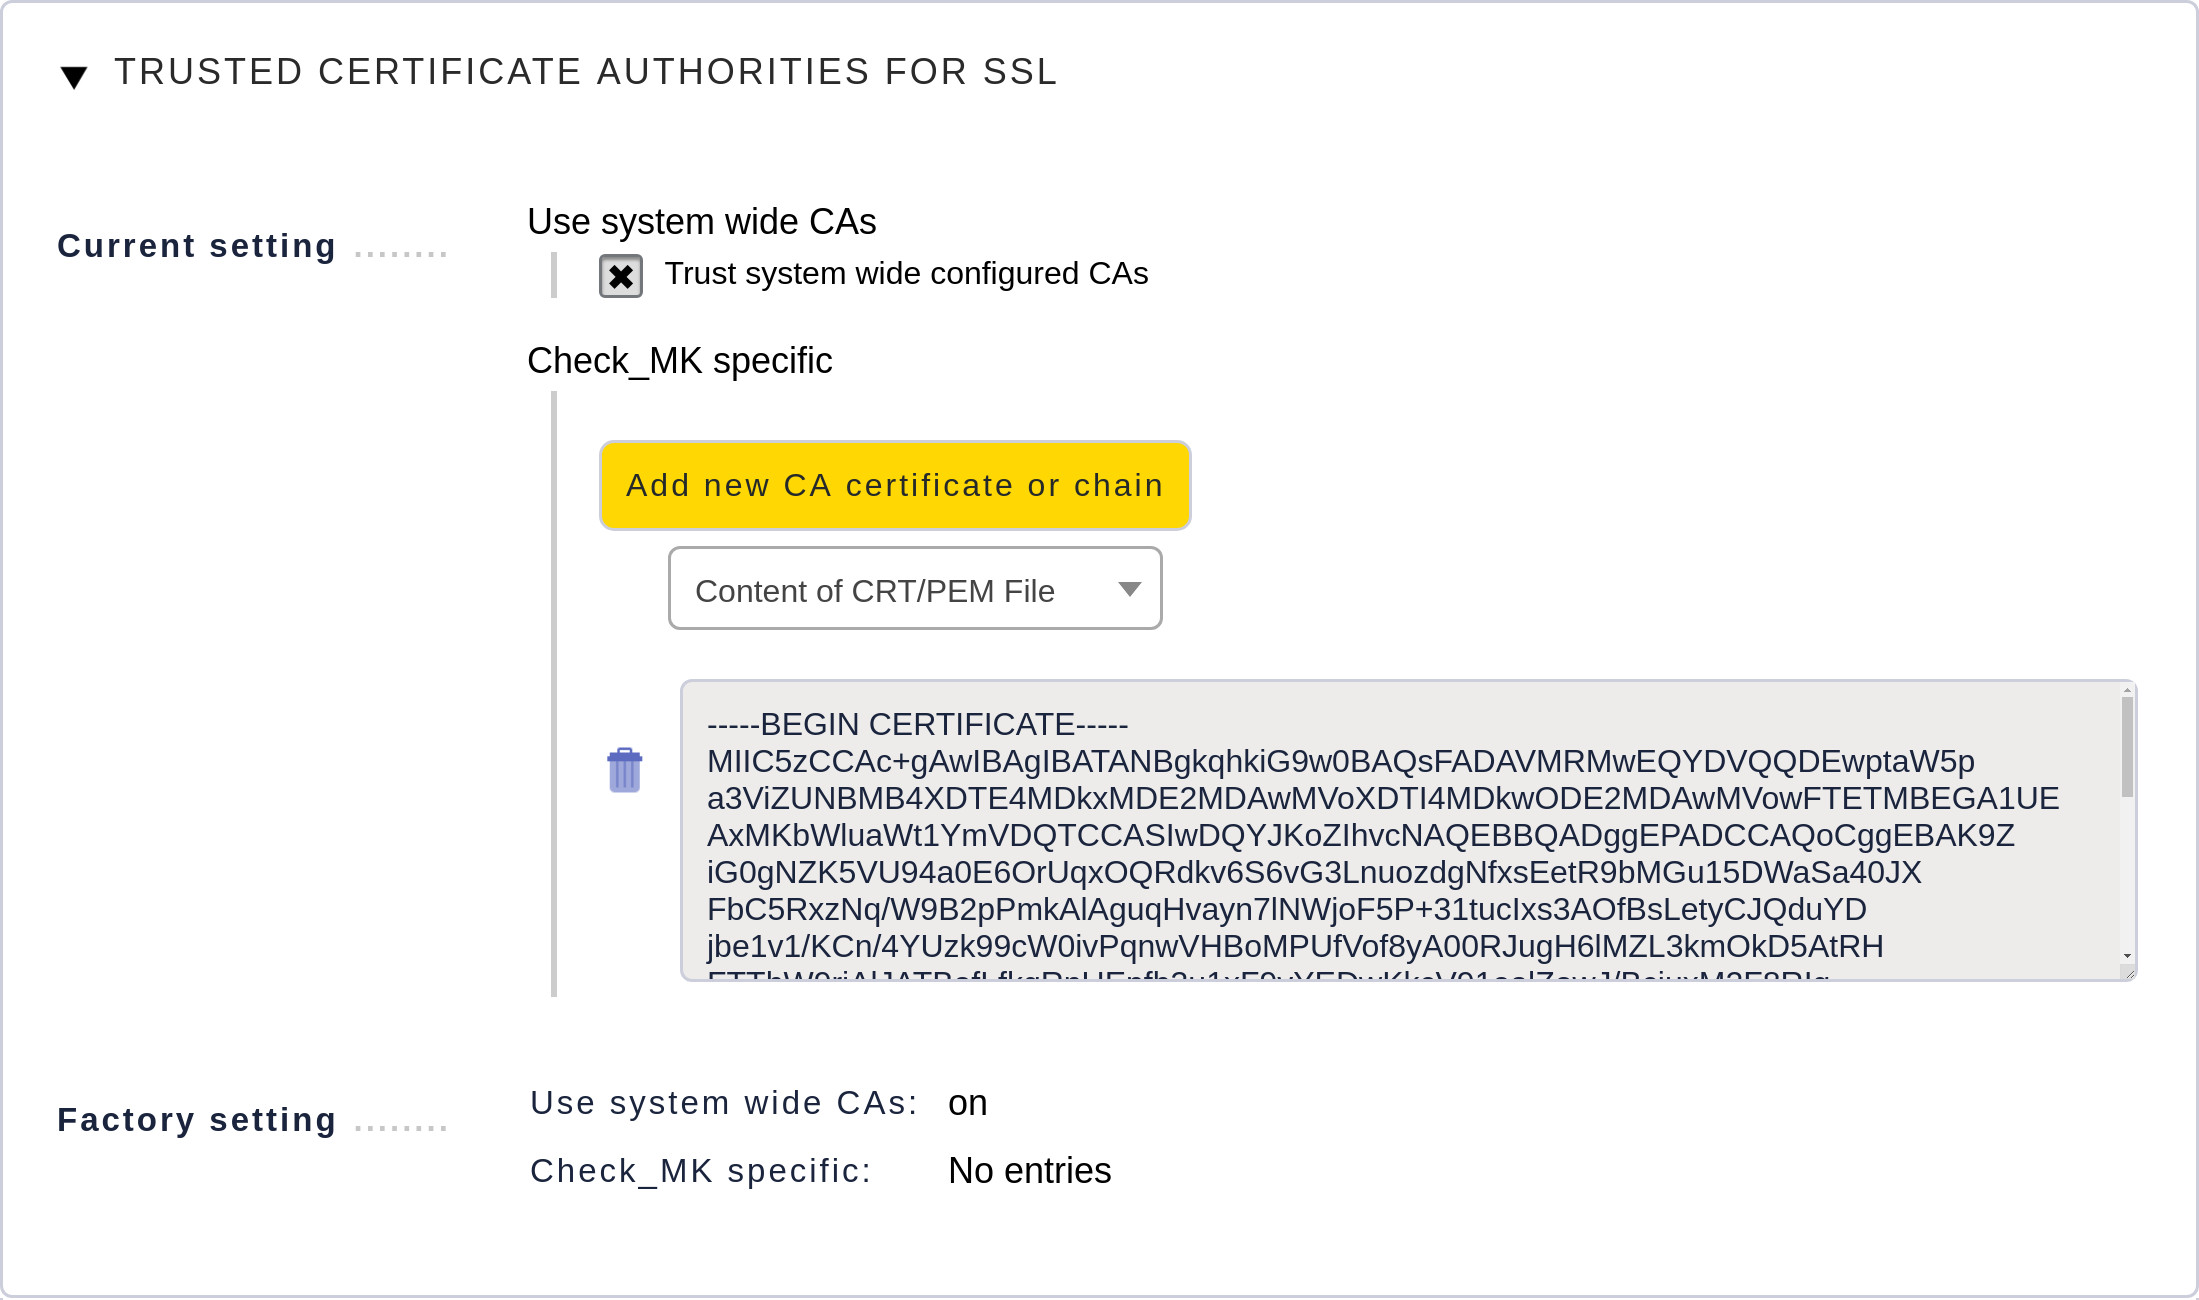 TRUSTED CERTIFICATE AUTHORITIES FOR SSL
Current setting ........
Use system wide CAs
Trust system wide configured CAs
Check_MK specific
Add new CA certificate or chain
Content of CRT/PEM File
-----BEGIN CERTIFICATE-----
MIIC5zCCAc+gAwIBAgIBATANBgkqhkiG9w0BAQsFADAVMRMwEQYDVQQDEwptaW5p
a3ViZUNBMB4XDTE4MDkxMDE2MDAwMVoXDTI4MDkwODE2MDAwMVowFTETMBEGA1UE
AxMKbWluaWt1YmVDQTCCASIwDQYJKoZIhvcNAQEBBQADggEPADCCAQoCggEBAK9Z
iG0gNZK5VU94a0E6OrUqxOQRdkv6S6vG3LnuozdgNfxsEetR9bMGu15DWaSa40JX
FbC5RxzNq/W9B2pPmkAlAguqHvayn7lNWjoF5P+31tucIxs3AOfBsLetyCJQduYD
jbe1v1/KCn/4YUzk99cW0ivPqnwVHBoMPUfVof8yA00RJugH6lMZL3kmOkD5AtRH
Factory setting ........
Use system wide CAs: on
Check_MK specific: No entries